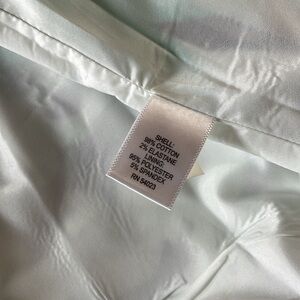 SHELL:
98% COTTON
2% ELASTANE
LINING:
95% POLYESTER
5% SPANDEX
RN 54023